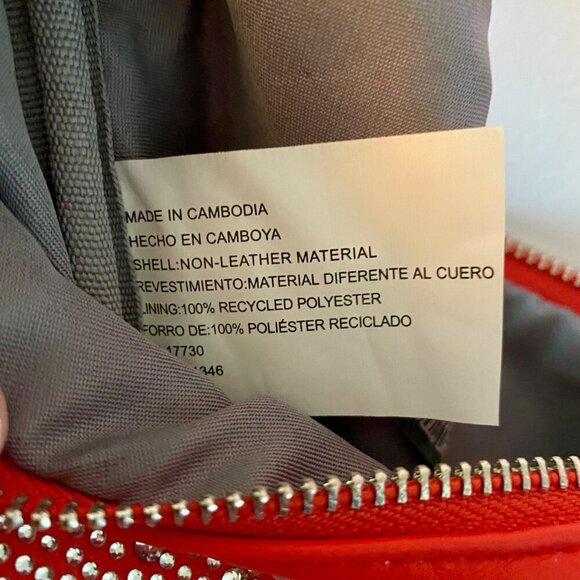 MADE IN CAMBODIA
HECHO EN CAMBOYA
SHELL:NON-LEATHER MATERIAL
REVESTIMIENTO:MATERIAL DIFERENTE AL CUERO
LINING:100% RECYCLED POLYESTER
FORRO DE:100% POLIÉSTER RECICLADO
17730